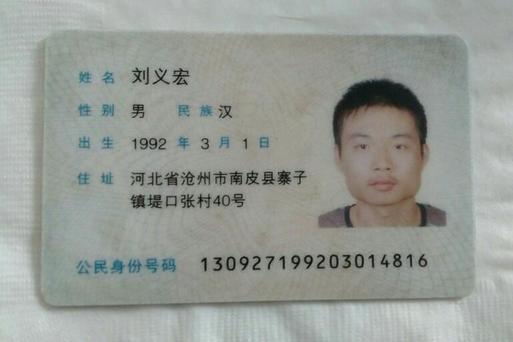 姓名 刘义宏
性别 男 民族 汉
出生 1992 年 3 月 1 日
住址 河北省沧州市南皮县寨子
镇堤口张村40号
公民身份号码 130927199203014816